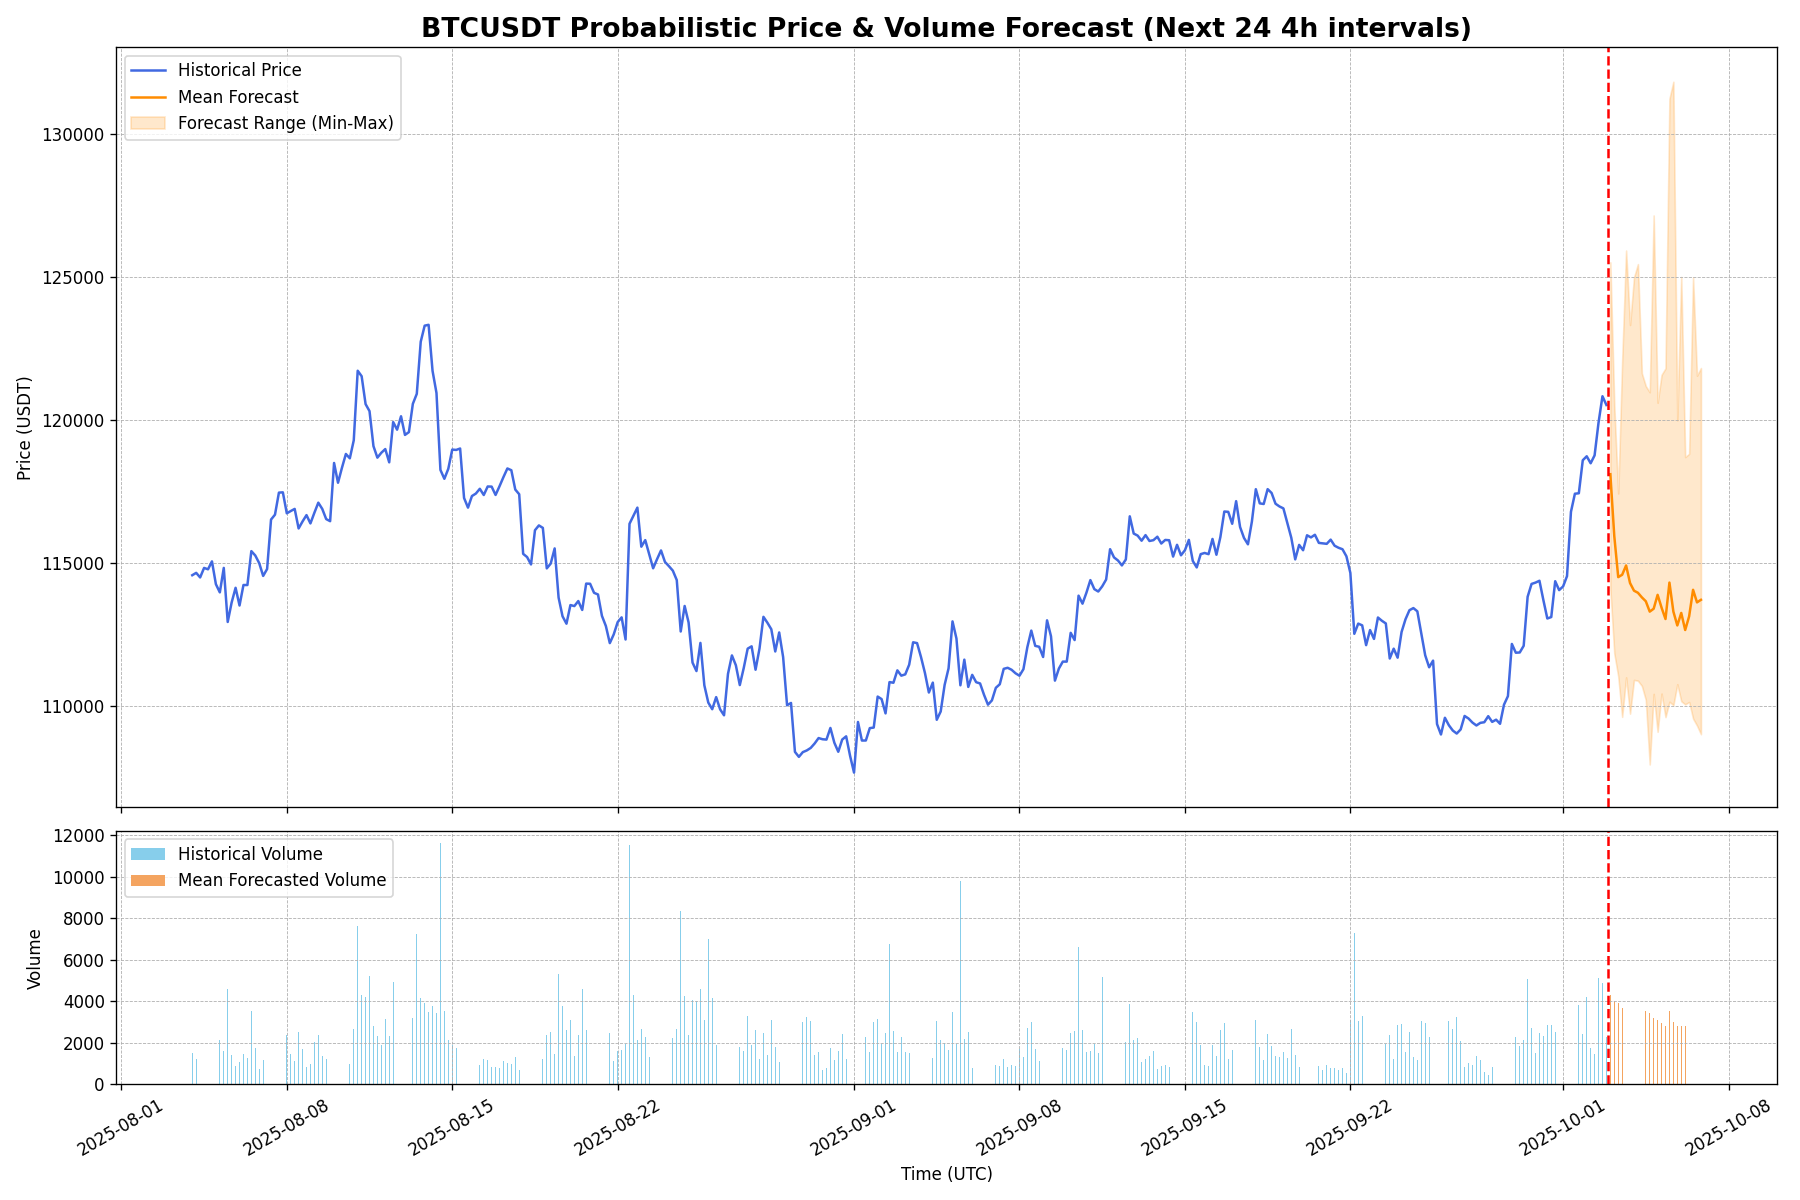 BTCUSDT Probabilistic Price & Volume Forecast (Next 24 4h intervals)
Historical Price
Mean Forecast
Forecast Range (Min-Max)
130000
125000
120000
115000
110000
Price (USDT)
Historical Volume
Mean Forecasted Volume
12000
10000
8000
6000
4000
2000
0
Volume
2025-08-01
2025-08-08
2025-08-15
2025-08-22
2025-09-01
2025-09-08
2025-09-15
2025-09-22
2025-10-01
2025-10-08
Time (UTC)